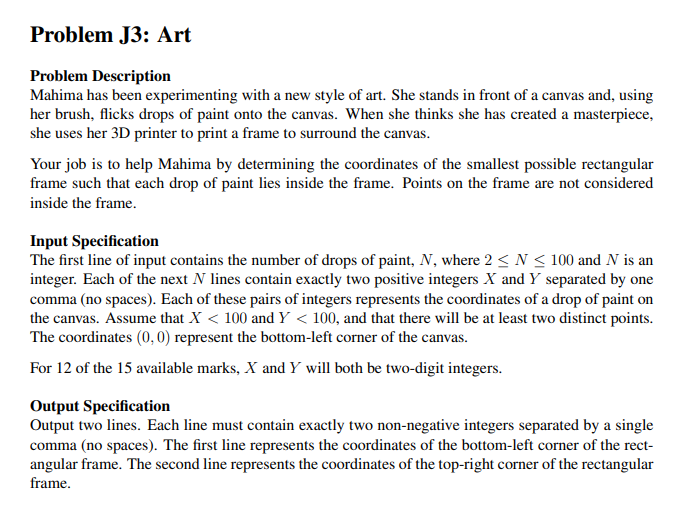 Problem J3: Art
Problem Description
Mahima has been experimenting with a new style of art. She stands in front of a canvas and, using
her brush, flicks drops of paint onto the canvas. When she thinks she has created a masterpiece,
she uses her 3D printer to print a frame to surround the canvas.
Your job is to help Mahima by determining the coordinates of the smallest possible rectangular
frame such that each drop of paint lies inside the frame. Points on the frame are not considered
inside the frame.
Input Specification
The first line of input contains the number of drops of paint, N, where 2 ≤ N ≤ 100 and N is an
integer. Each of the next N lines contain exactly two positive integers X and Y separated by one
comma (no spaces). Each of these pairs of integers represents the coordinates of a drop of paint on
the canvas. Assume that X < 100 and Y < 100, and that there will be at least two distinct points.
The coordinates (0, 0) represent the bottom-left corner of the canvas.
For 12 of the 15 available marks, X and Y will both be two-digit integers.
Output Specification
Output two lines. Each line must contain exactly two non-negative integers separated by a single
comma (no spaces). The first line represents the coordinates of the bottom-left corner of the rect-
angular frame. The second line represents the coordinates of the top-right corner of the rectangular
frame.